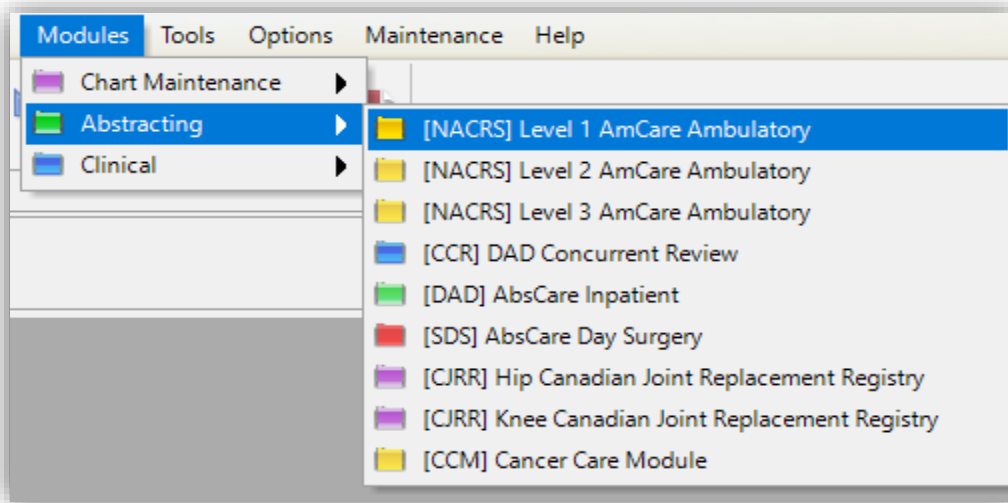 Modules Tools Options Maintenance Help
Chart Maintenance
Abstracting
Clinical
[NACRS] Level 1 AmCare Ambulatory
[NACRS] Level 2 AmCare Ambulatory
[NACRS] Level 3 AmCare Ambulatory
[CCR] DAD Concurrent Review
[DAD] AbsCare Inpatient
[SDS] AbsCare Day Surgery
[CJRR] Hip Canadian Joint Replacement Registry
[CJRR] Knee Canadian Joint Replacement Registry
[CCM] Cancer Care Module